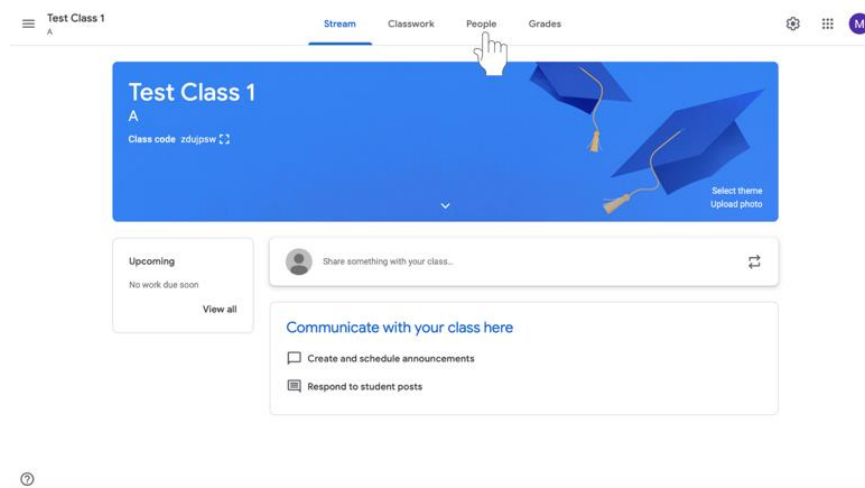 Test Class 1
A
Stream Classwork People Grades
M
Test Class 1
A
Class code zdujpsw
Select theme
Upload photo
Upcoming
No work due soon
View all
Share something with your class...
Communicate with your class here
Create and schedule announcements
Respond to student posts